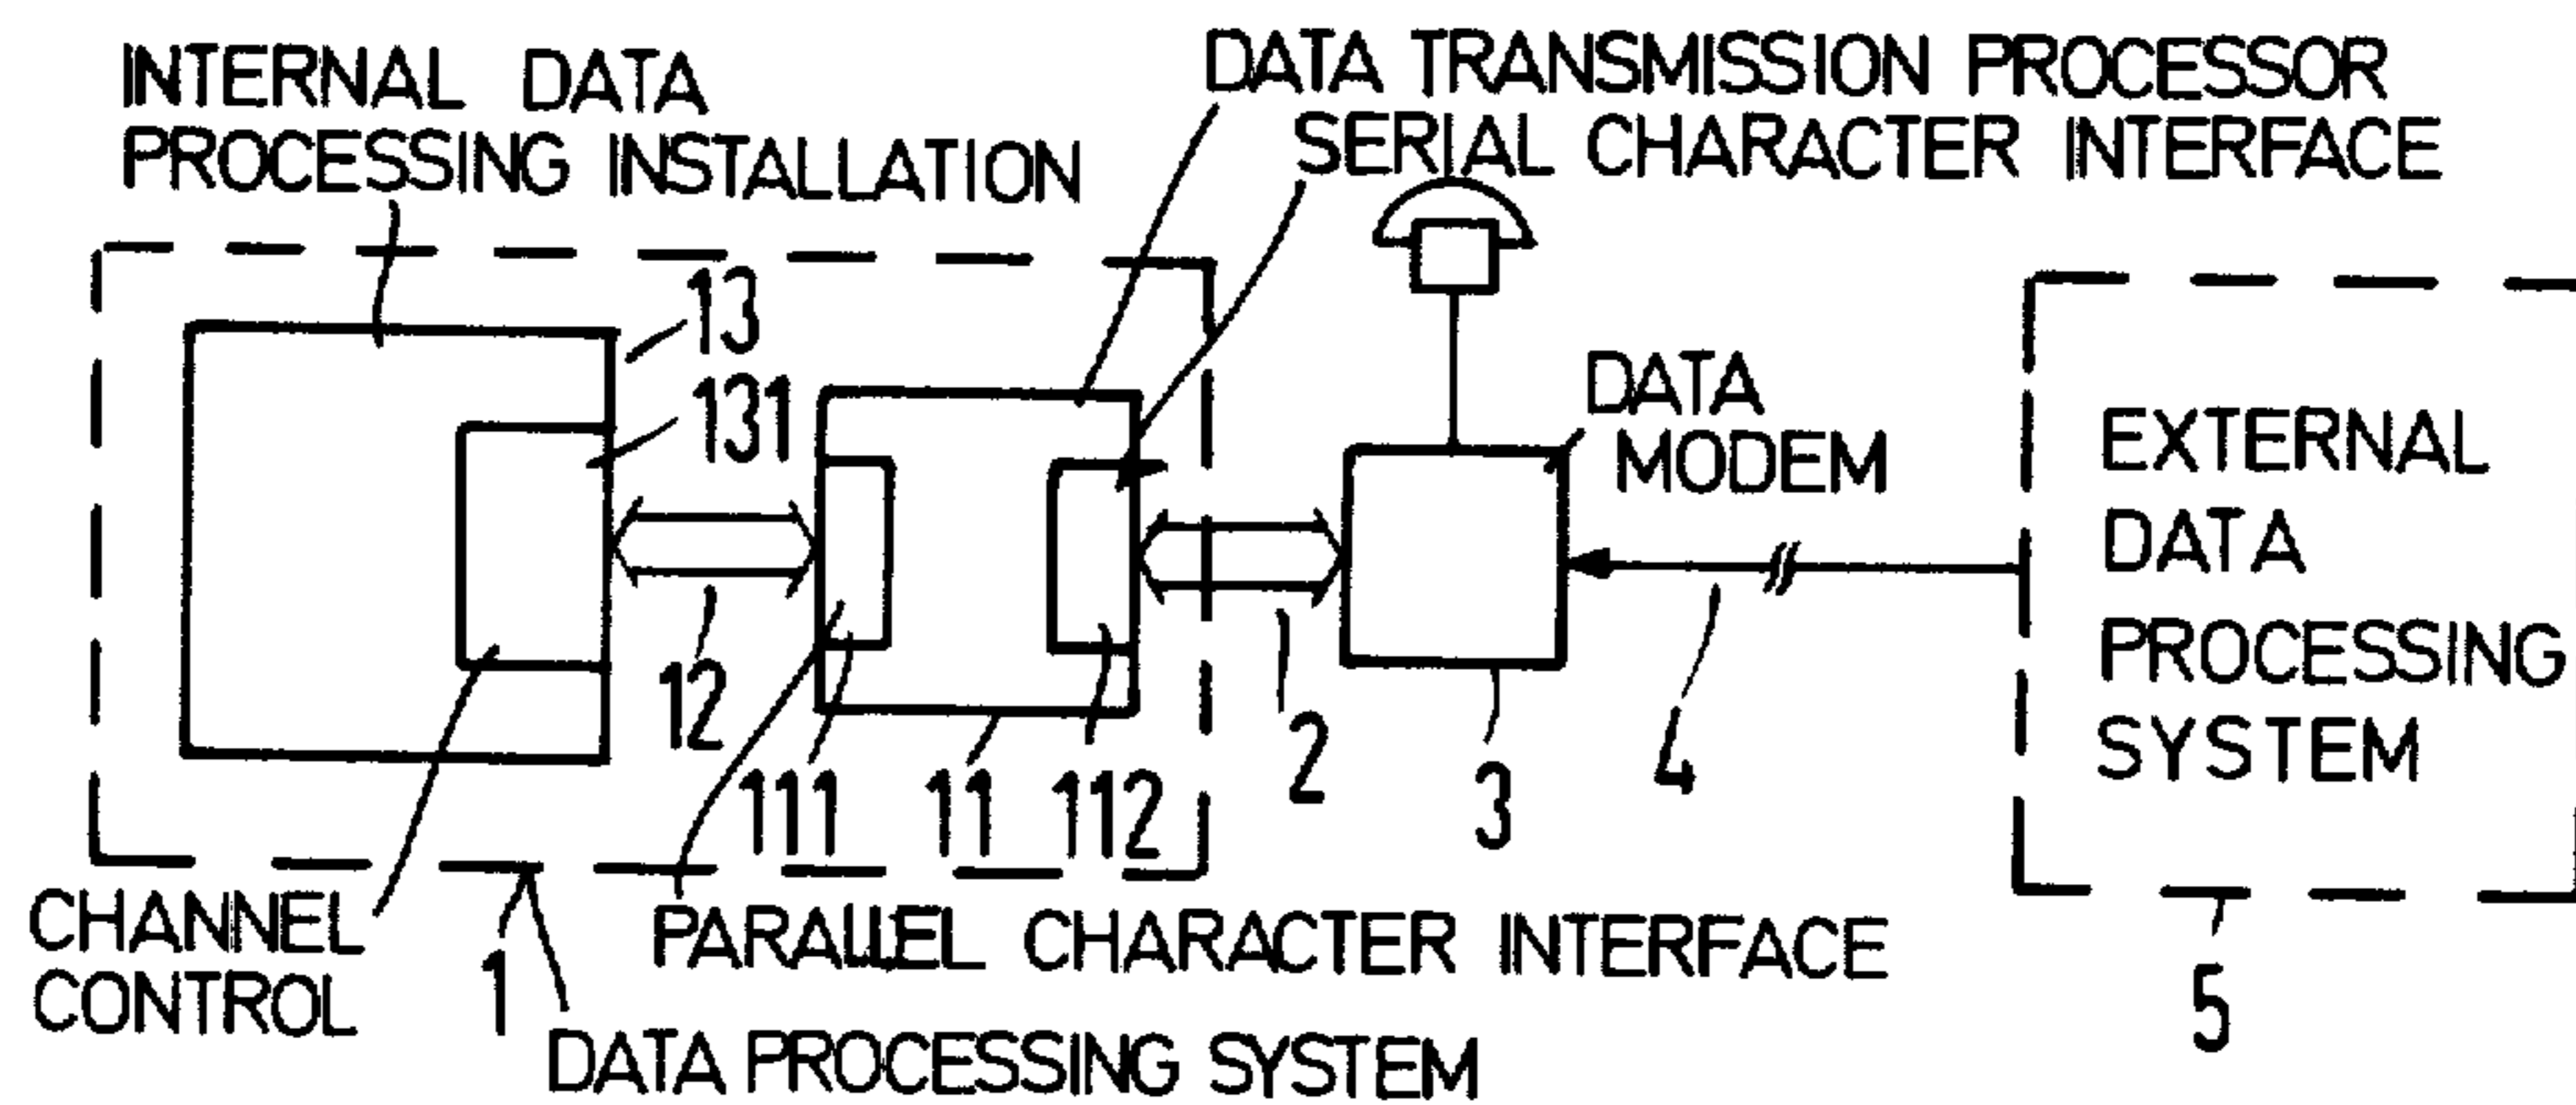 INTERNAL DATA
PROCESSING INSTALLATION
DATA TRANSMISSION PROCESSOR
SERIAL CHARACTER INTERFACE
13
131
DATA
MODEM
EXTERNAL
DATA
PROCESSING
SYSTEM
12
111
11
112
2
3
4
CHANNEL
CONTROL
1
PARALLEL CHARACTER INTERFACE
5
DATA PROCESSING SYSTEM